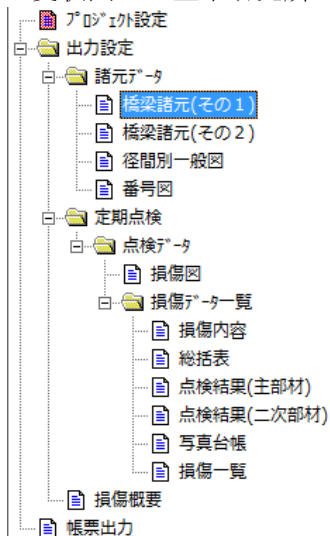 ﾌﾟﾛｼﾞｪｸﾄ設定
出力設定
諸元ﾃﾞｰﾀ
橋梁諸元(その１)
橋梁諸元(その２)
径間別一般図
番号図
定期点検
点検ﾃﾞｰﾀ
損傷図
損傷ﾃﾞｰﾀ一覧
損傷内容
総括表
点検結果(主部材)
点検結果(二次部材)
写真台帳
損傷一覧
損傷概要
帳票出力